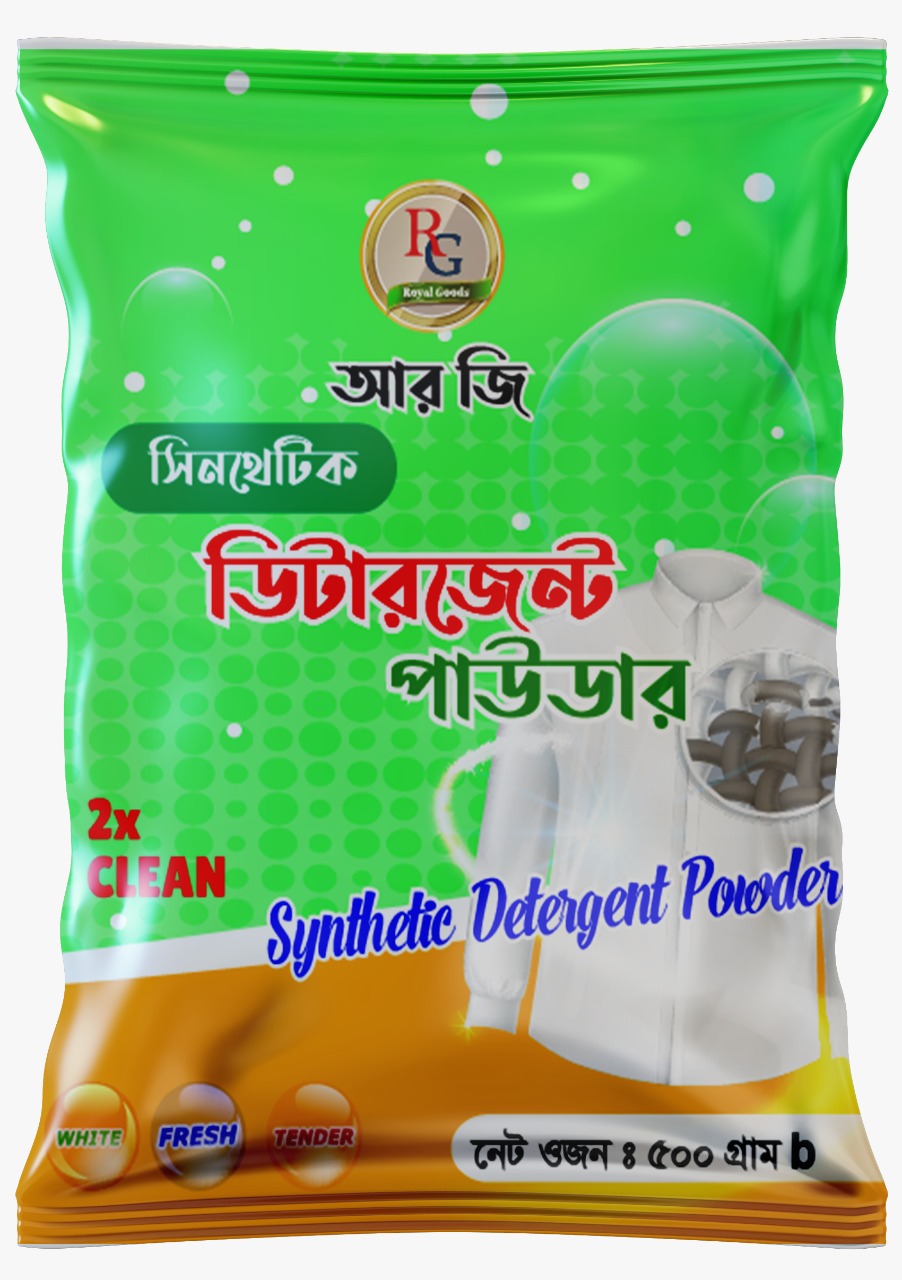 RG
Royal Goods
আর জি
সিনথেটিক
ডিটারজেন্ট
পাউডার
2x
CLEAN
Synthetic Detergent Powder
WHITE
FRESH
TENDER
নেট ওজন ঃ ৫০০ গ্রাম b